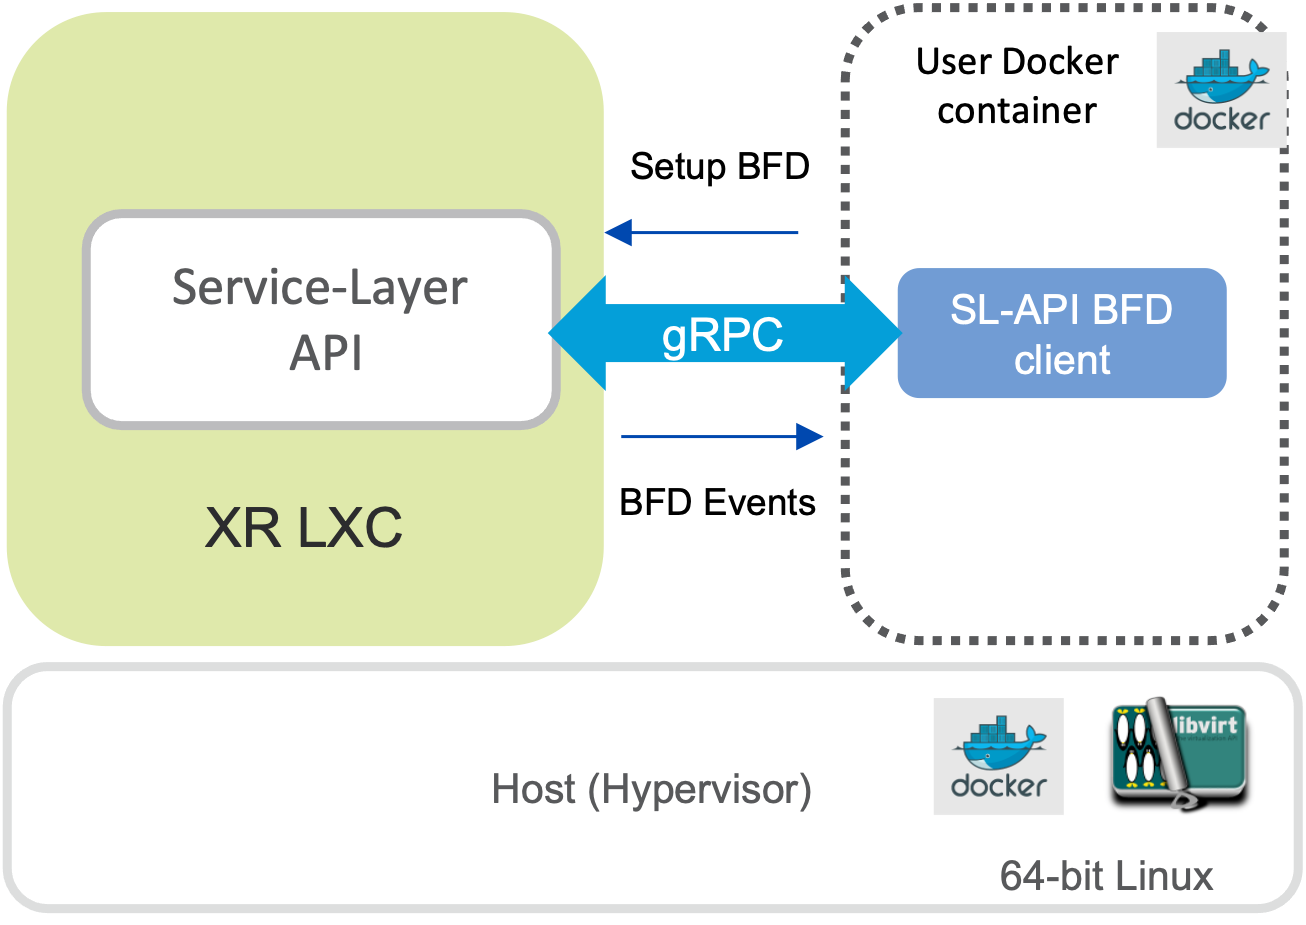 User Docker
container
docker
Setup BFD
Service-Layer
API
gRPC
SL-API BFD
client
BFD Events
XR LXC
libvirt
docker
Host (Hypervisor)
64-bit Linux